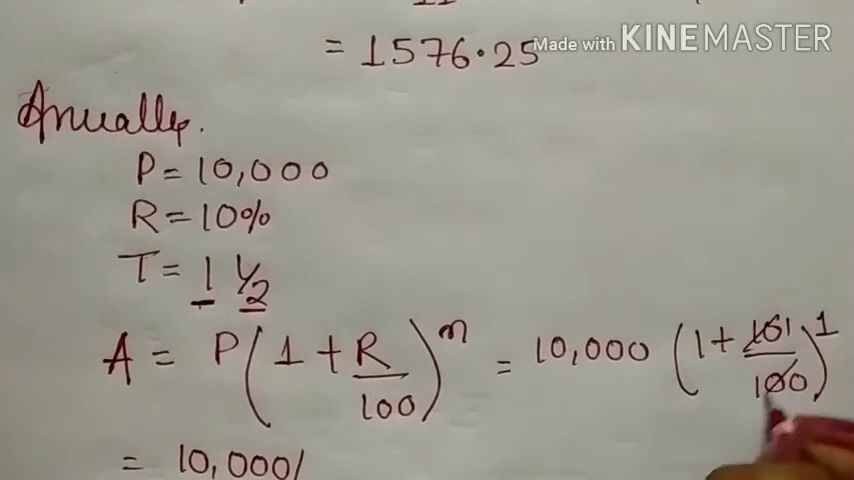 = 1576.25
Made with KINEMASTER
Anually.
P = 10,000
R = 10%
T = 1 1/2
A = P(1 + R/100)^n = 10,000 (1 + 10/100)^1
= 10,000